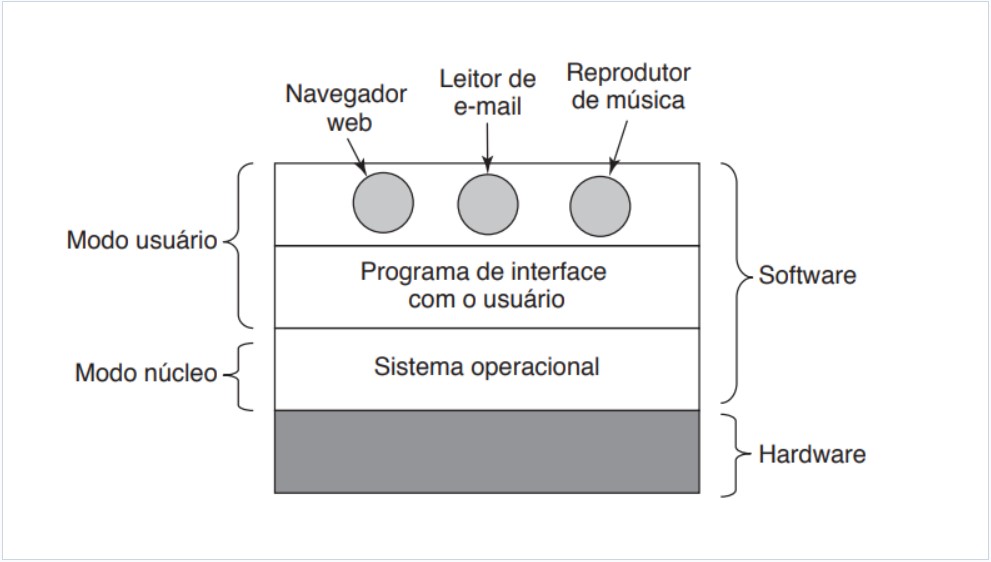 Navegador
web
Leitor de
e-mail
Reprodutor
de música
Modo usuário
Programa de interface
com o usuário
Software
Modo núcleo
Sistema operacional
Hardware